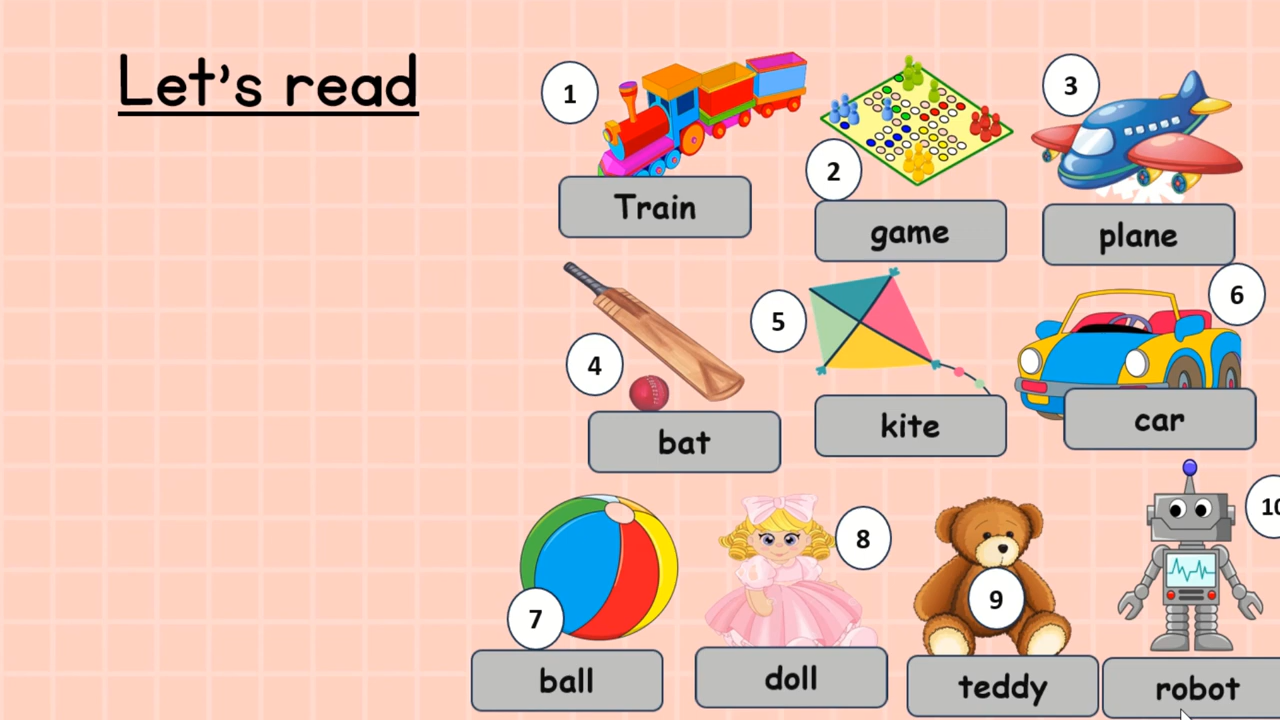 Let's read
1
Train
2
game
3
plane
4
bat
5
kite
6
car
7
ball
8
doll
9
teddy
10
robot